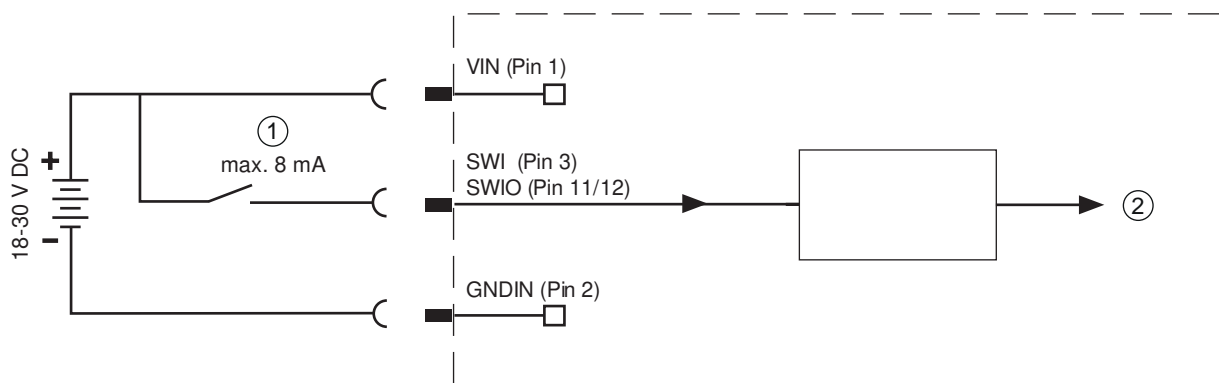 VIN (Pin 1)
1
max. 8 mA
SWI (Pin 3)
SWIO (Pin 11/12)
+
18-30 V DC
-
2
GNDIN (Pin 2)